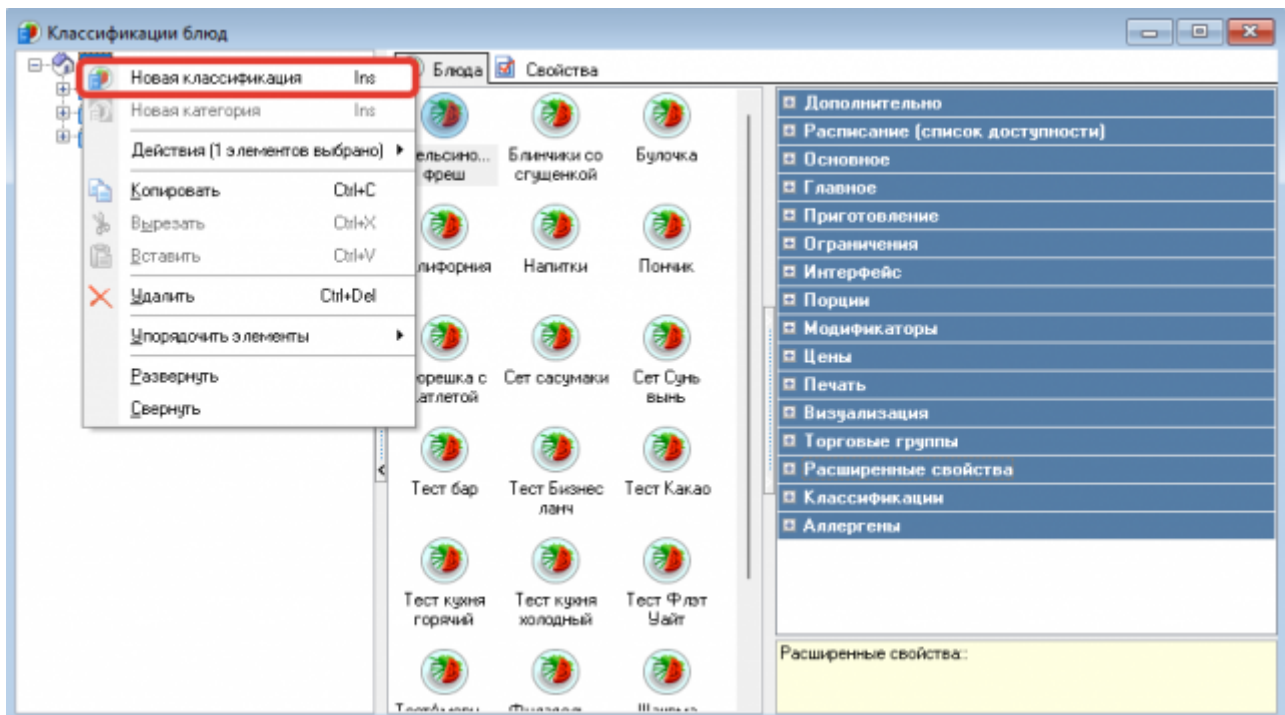 Классификации блюд
Новая классификация Ins
Новая категория Ins
Действия (1 элементов выбрано)
Копировать Ctrl+C
Вырезать Ctrl+X
Вставить Ctrl+V
Удалить Ctrl+Del
Упорядочить элементы
Развернуть
Свернуть
Блюда Свойства
ельсино... Блинчики со Булочка
фреш сгущенкой
лифорния Напитки Пончик
орешка с Сет сасумаки Сет Сунь
атлетой вынь
Тест бар Тест Бизнес Тест Какао
ланч
Тест кухня Тест кухня Тест Флэт
горячий холодный Уайт
Дополнительно
Расписание (список доступности)
Основное
Главное
Приготовление
Ограничения
Интерфейс
Порции
Модификаторы
Цены
Печать
Визуализация
Торговые группы
Расширенные свойства
Классификации
Аллергены
Расширенные свойства::